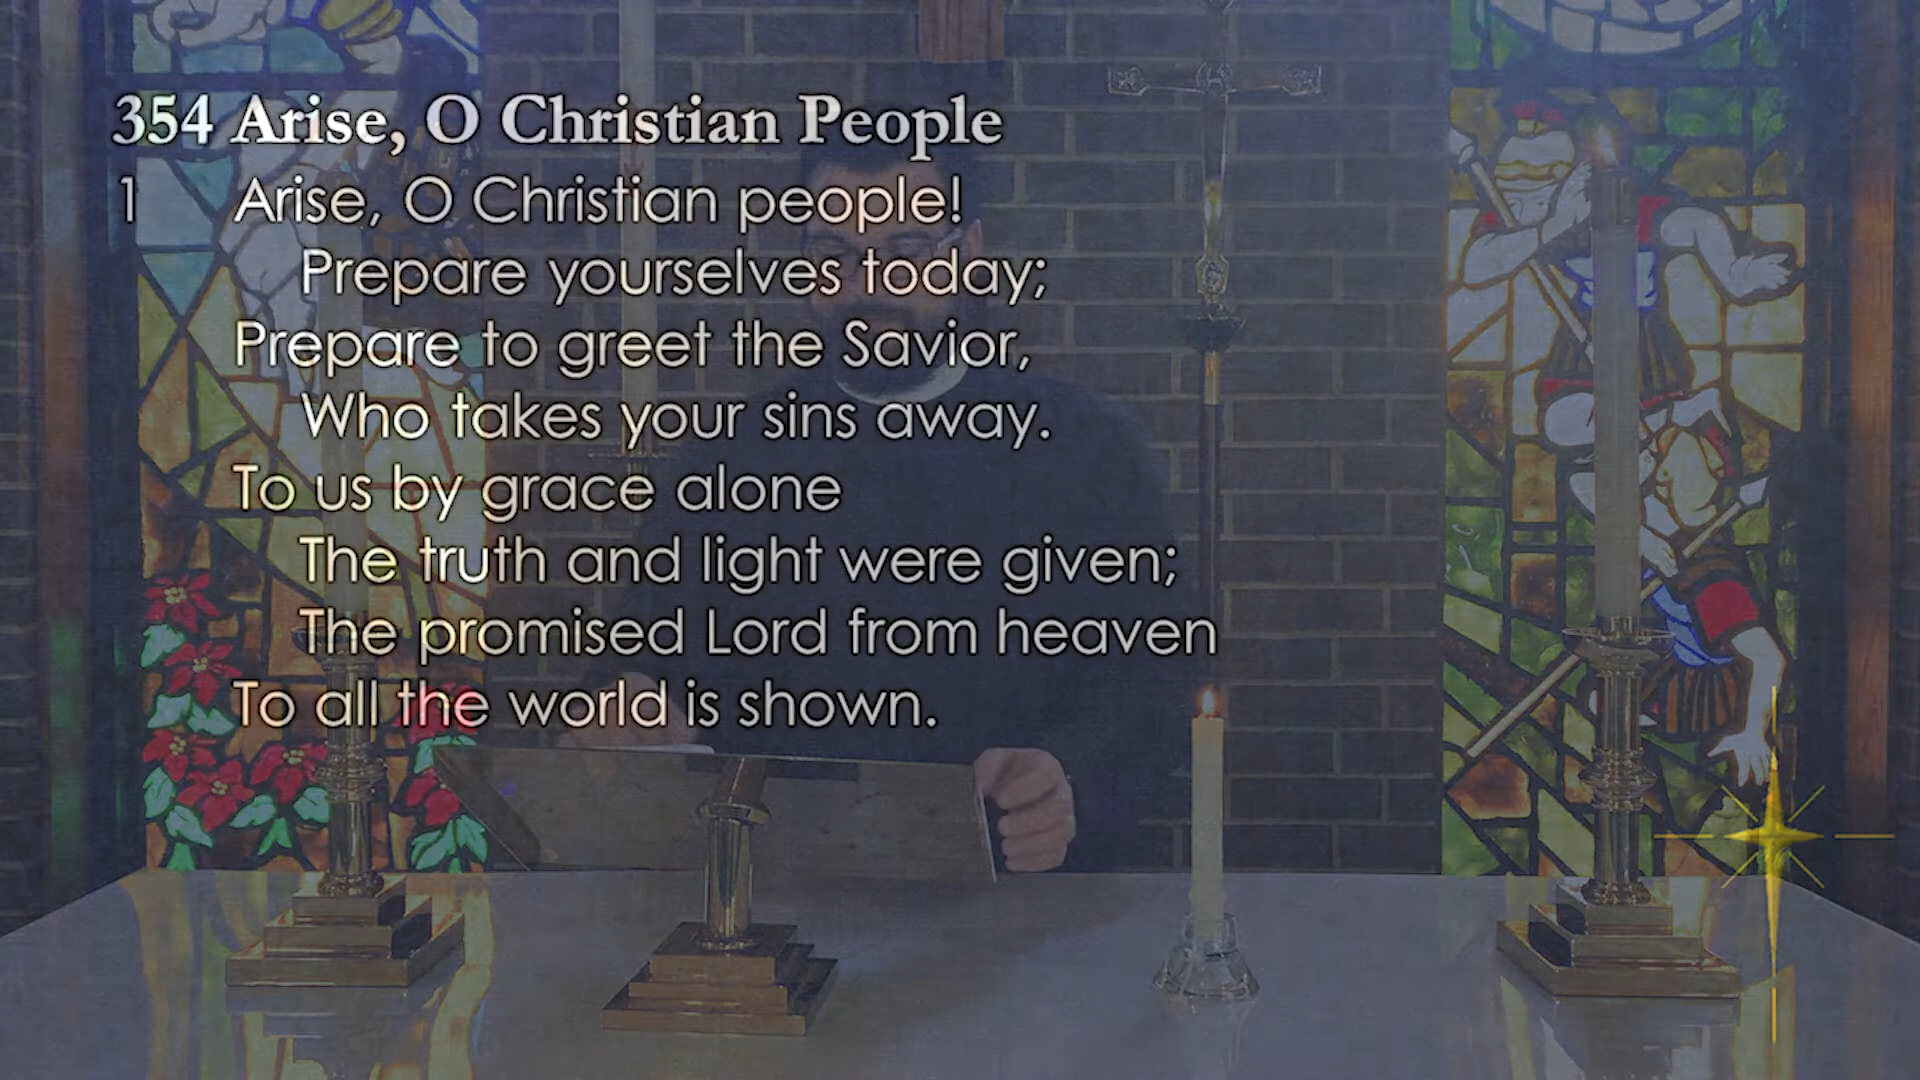 354 Arise, O Christian People
1 Arise, O Christian people!
Prepare yourselves today;
Prepare to greet the Savior,
Who takes your sins away.
To us by grace alone
The truth and light were given;
The promised Lord from heaven
To all the world is shown.